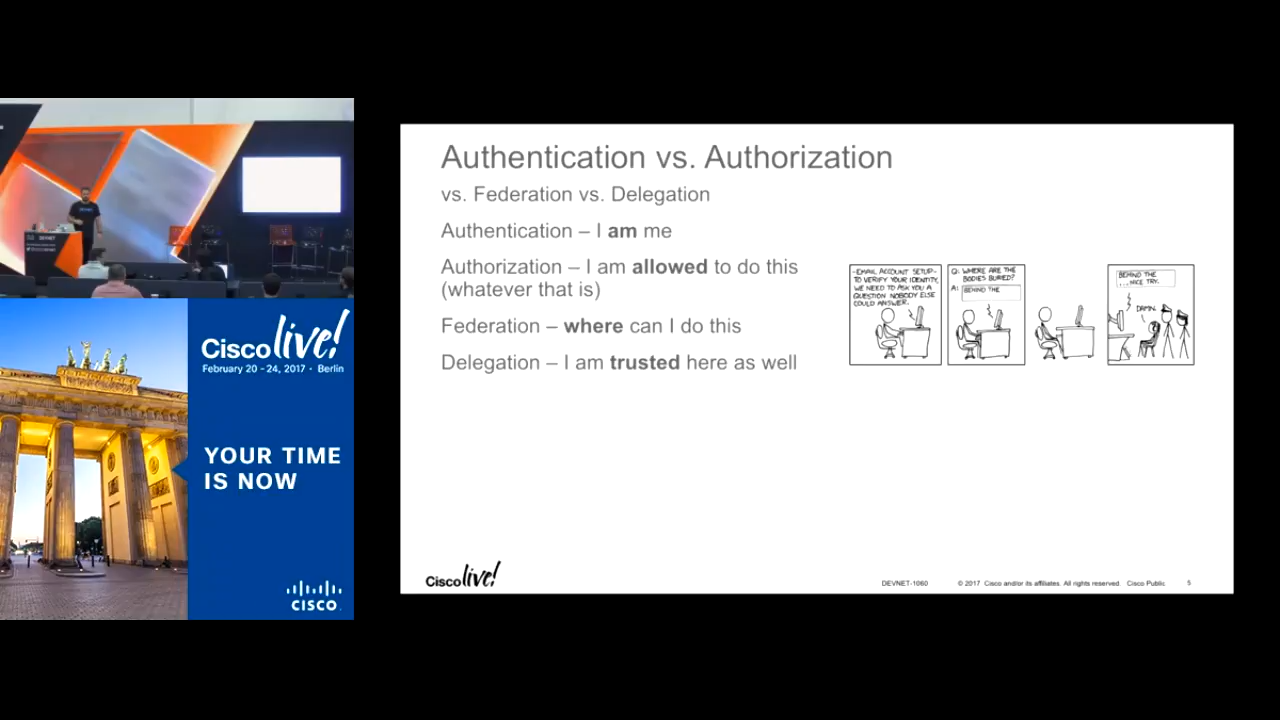 DEVNET
Cisco live!
February 20 - 24, 2017 • Berlin
YOUR TIME
IS NOW
CISCO
Authentication vs. Authorization
vs. Federation vs. Delegation
Authentication – I am me
Authorization – I am allowed to do this
(whatever that is)
Federation – where can I do this
Delegation – I am trusted here as well
-EMAIL ACCOUNT SETUP-
TO VERIFY YOUR IDENTITY,
WE NEED TO ASK YOU A
QUESTION NOBODY ELSE
COULD ANSWER.
Q: WHERE ARE THE
BODIES BURIED?
A: BEHIND THE
BEHIND THE
...NICE TRY.
DAMN.
Cisco live!
DEVNET-1060
© 2017 Cisco and/or its affiliates. All rights reserved. Cisco Public
5